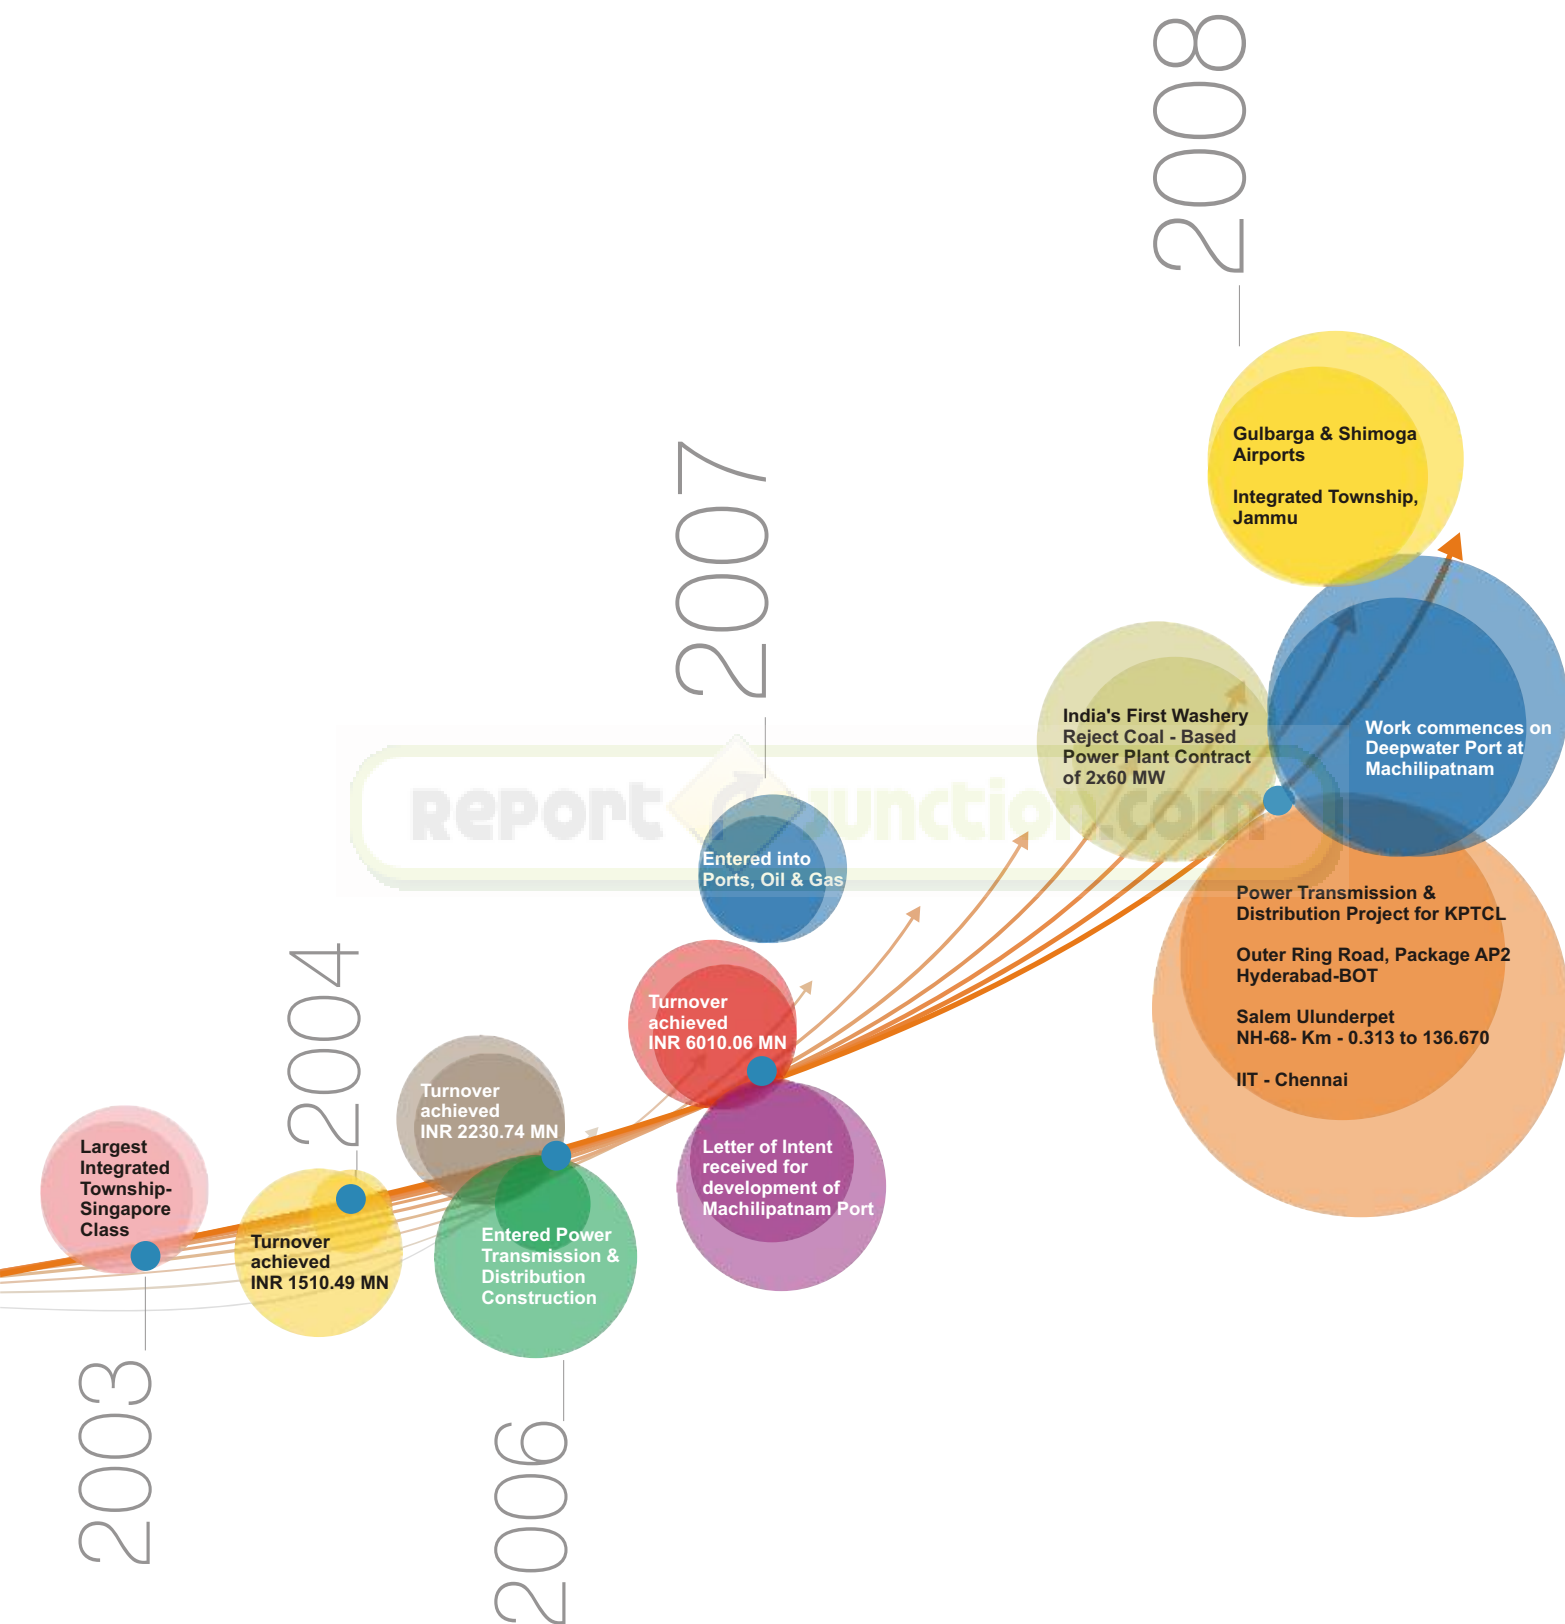 2003
Largest
Integrated
Township-
Singapore
Class
2004
Turnover
achieved
INR 1510.49 MN
2006
Turnover
achieved
INR 2230.74 MN
Entered Power
Transmission &
Distribution
Construction
2007
Entered into
Ports, Oil & Gas
Turnover
achieved
INR 6010.06 MN
Letter of Intent
received for
development of
Machilipatnam Port
2008
Gulbarga & Shimoga
Airports
Integrated Township,
Jammu
India's First Washery
Reject Coal - Based
Power Plant Contract
of 2x60 MW
Work commences on
Deepwater Port at
Machilipatnam
Power Transmission &
Distribution Project for KPTCL
Outer Ring Road, Package AP2
Hyderabad-BOT
Salem Ulunderpet
NH-68- Km - 0.313 to 136.670
IIT - Chennai
Report Junction.com